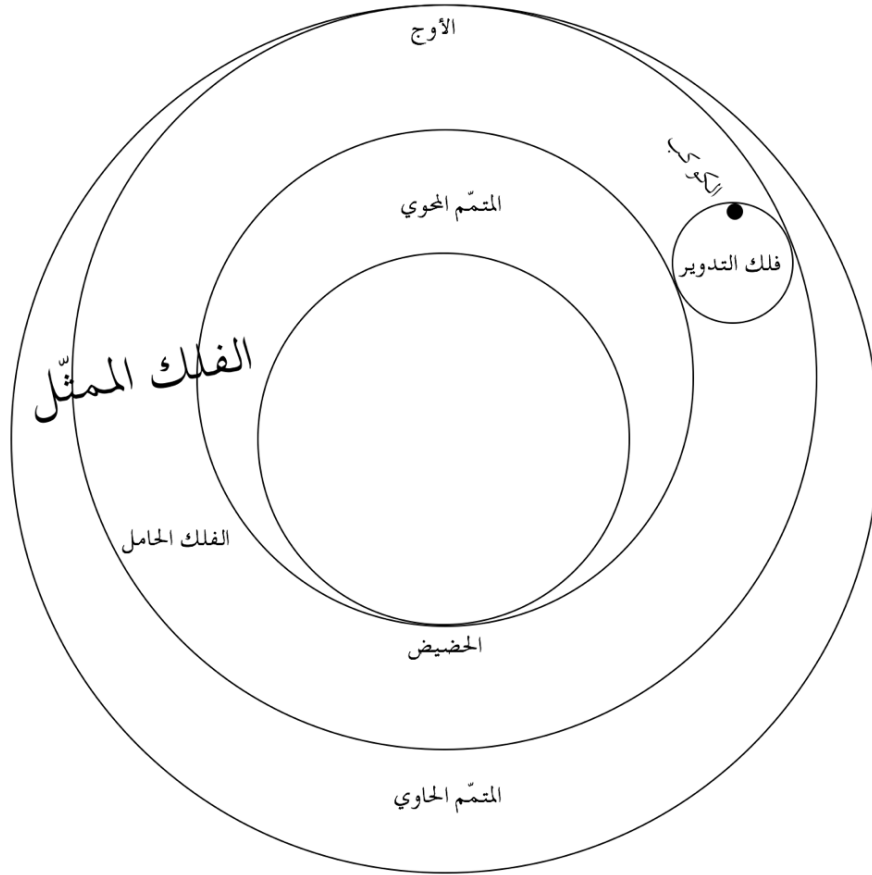 الأوج
الكوكب
المتمّم المحوي
فلك التدوير
الفلك الممثّل
الفلك الحامل
الحضيض
المتمّم الحاوي